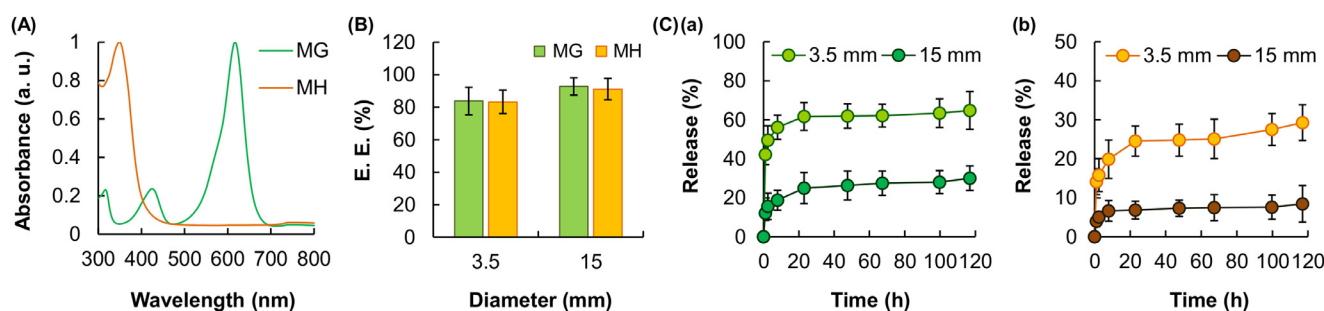 (A)
Absorbance (a. u.)
1
0.8
0.6
0.4
0.2
0
300 400 500 600 700 800
Wavelength (nm)
MG
MH
(B)
E. E. (%)
120
100
80
60
40
20
0
MG MH
3.5 15
Diameter (mm)
(C) (a)
Release (%)
100
80
60
40
20
0
3.5 mm 15 mm
0 20 40 60 80 100 120
Time (h)
(b)
Release (%)
50
40
30
20
10
0
3.5 mm 15 mm
0 20 40 60 80 100 120
Time (h)